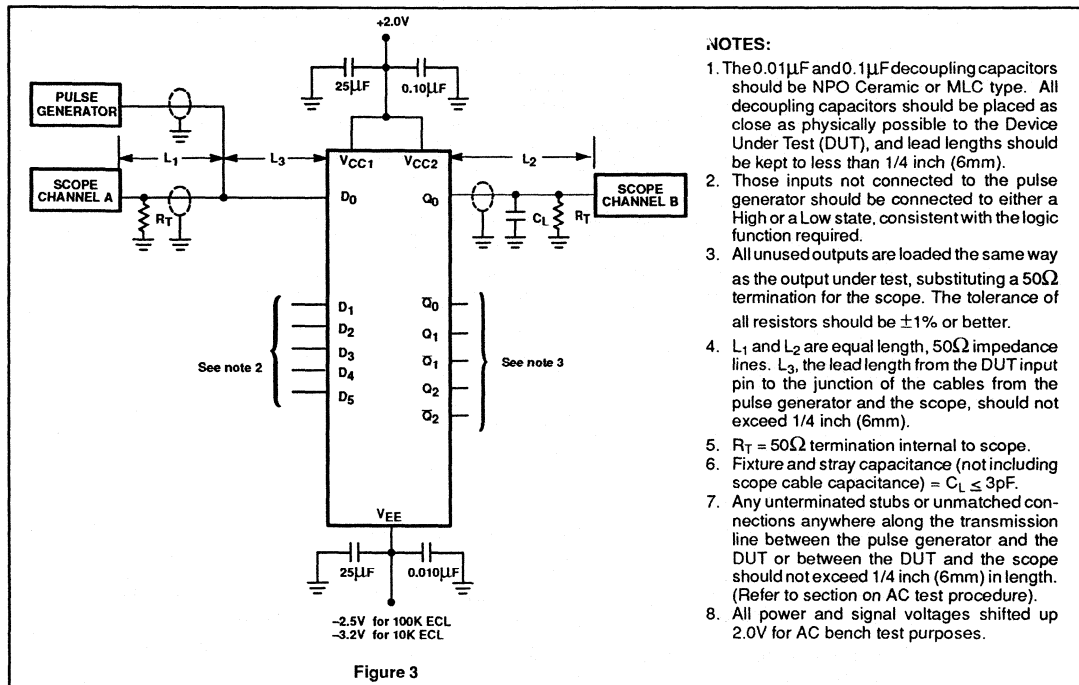 +2.0V
25μF
0.10μF
PULSE
GENERATOR
L1
L3
VCC1
VCC2
L2
SCOPE
CHANNEL A
RT
D0
Q0
CL
RT
SCOPE
CHANNEL B
See note 2
D1
D2
D3
D4
D5
Q̅0
Q1
Q̅1
Q2
Q̅2
See note 3
VEE
25μF
0.010μF
–2.5V for 100K ECL
–3.2V for 10K ECL
Figure 3
NOTES:
1. The 0.01μF and 0.1μF decoupling capacitors
should be NPO Ceramic or MLC type. All
decoupling capacitors should be placed as
close as physically possible to the Device
Under Test (DUT), and lead lengths should
be kept to less than 1/4 inch (6mm).
2. Those inputs not connected to the pulse
generator should be connected to either a
High or a Low state, consistent with the logic
function required.
3. All unused outputs are loaded the same way
as the output under test, substituting a 50Ω
termination for the scope. The tolerance of
all resistors should be ±1% or better.
4. L1 and L2 are equal length, 50Ω impedance
lines. L3, the lead length from the DUT input
pin to the junction of the cables from the
pulse generator and the scope, should not
exceed 1/4 inch (6mm).
5. RT = 50Ω termination internal to scope.
6. Fixture and stray capacitance (not including
scope cable capacitance) = CL ≤ 3pF.
7. Any unterminated stubs or unmatched con-
nections anywhere along the transmission
line between the pulse generator and the
DUT or between the DUT and the scope
should not exceed 1/4 inch (6mm) in length.
(Refer to section on AC test procedure).
8. All power and signal voltages shifted up
2.0V for AC bench test purposes.